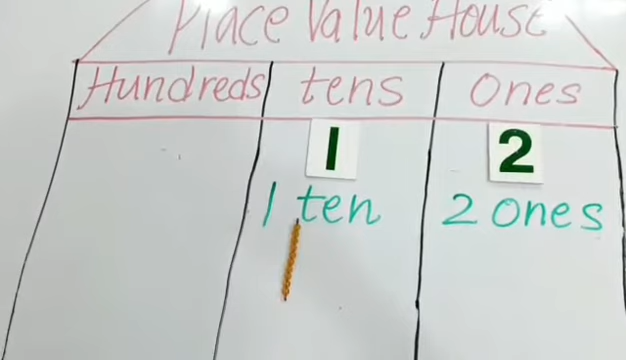 Place Value House
Hundreds tens Ones
1 2
1 ten 2 ones